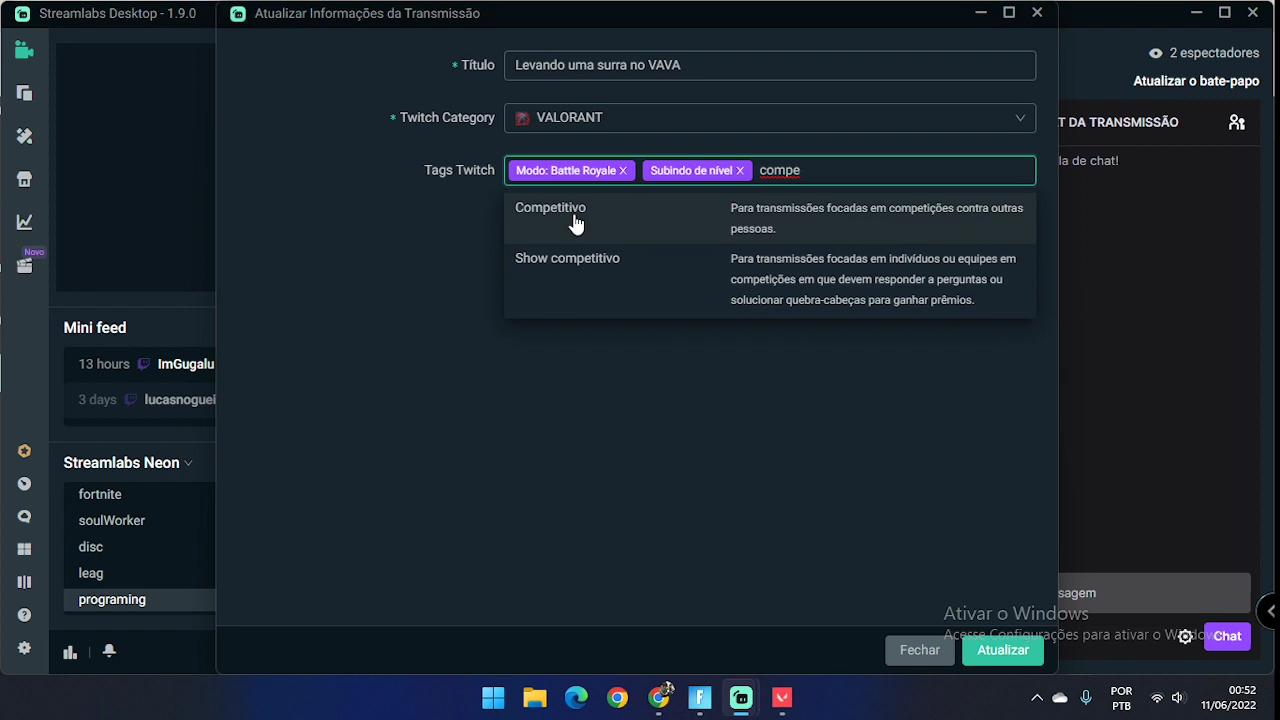 Streamlabs Desktop - 1.9.0
Atualizar Informações da Transmissão
* Título Levando uma surra no VAVA
2 espectadores
Atualizar o bate-papo
* Twitch Category VALORANT
T DA TRANSMISSÃO
Tags Twitch Modo: Battle Royale × Subindo de nível × compe
la de chat!
Competitivo Para transmissões focadas em competições contra outras
pessoas.
Show competitivo Para transmissões focadas em indivíduos ou equipes em
competições em que devem responder a perguntas ou
solucionar quebra-cabeças para ganhar prêmios.
Novo
Mini feed
13 hours ImGugalu
3 days lucasnoguei
Streamlabs Neon
fortnite
soulWorker
disc
leag
programing
sagem
Ativar o Windows
Acesse Configurações para ativar o Windows
Chat
Fechar
Atualizar
POR
PTB
00:52
11/06/2022